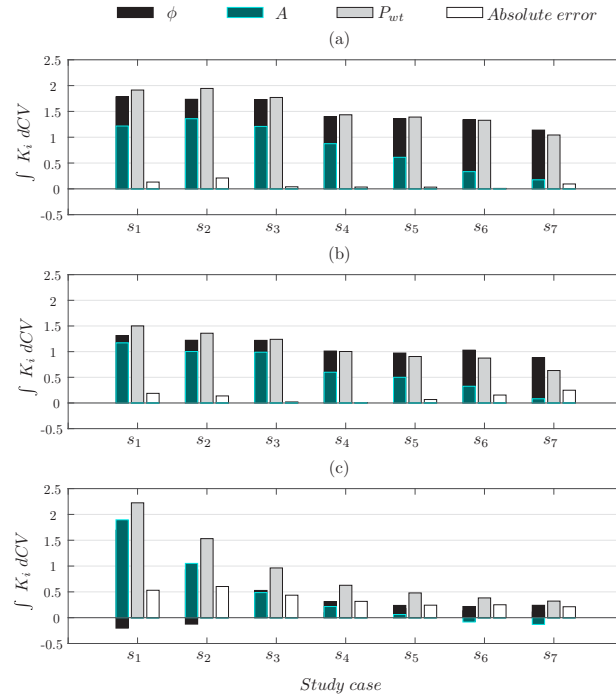 ϕ A P_wt Absolute error
(a)
2.5
2
1.5
1
0.5
0
-0.5
∫ K_i dCV
s_1 s_2 s_3 s_4 s_5 s_6 s_7
(b)
2.5
2
1.5
1
0.5
0
-0.5
∫ K_i dCV
s_1 s_2 s_3 s_4 s_5 s_6 s_7
(c)
2.5
2
1.5
1
0.5
0
-0.5
∫ K_i dCV
s_1 s_2 s_3 s_4 s_5 s_6 s_7
Study case